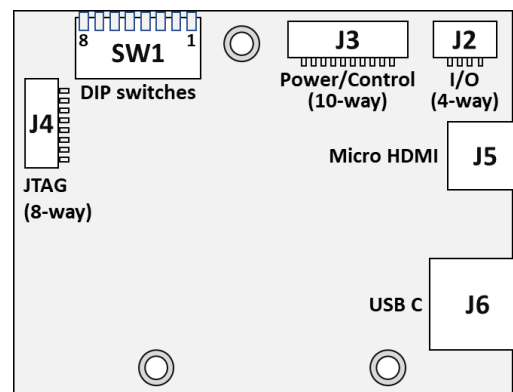 8 SW1 1
DIP switches
J3
Power/Control
(10-way)
J2
I/O
(4-way)
J4
JTAG
(8-way)
Micro HDMI J5
USB C J6